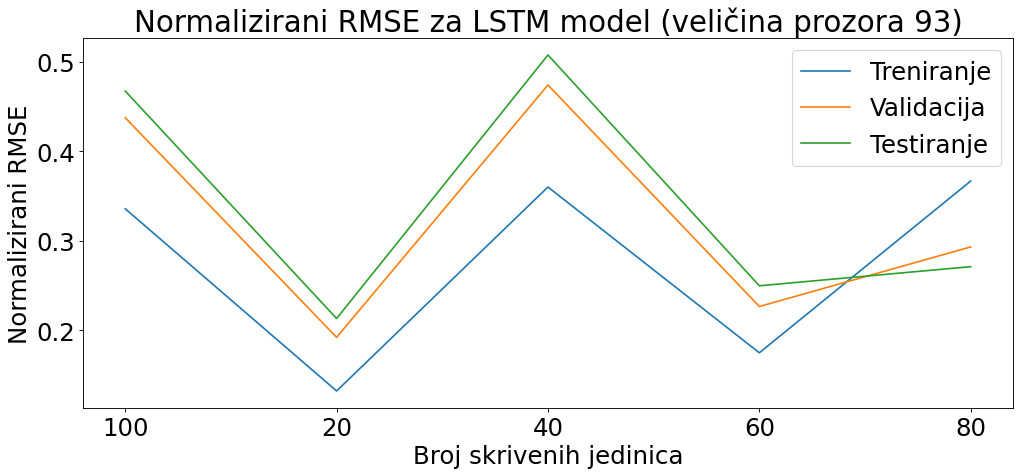 Normalizirani RMSE za LSTM model (veličina prozora 93)
Normalizirani RMSE
0.5
0.4
0.3
0.2
Treniranje
Validacija
Testiranje
100 20 40 60 80
Broj skrivenih jedinica